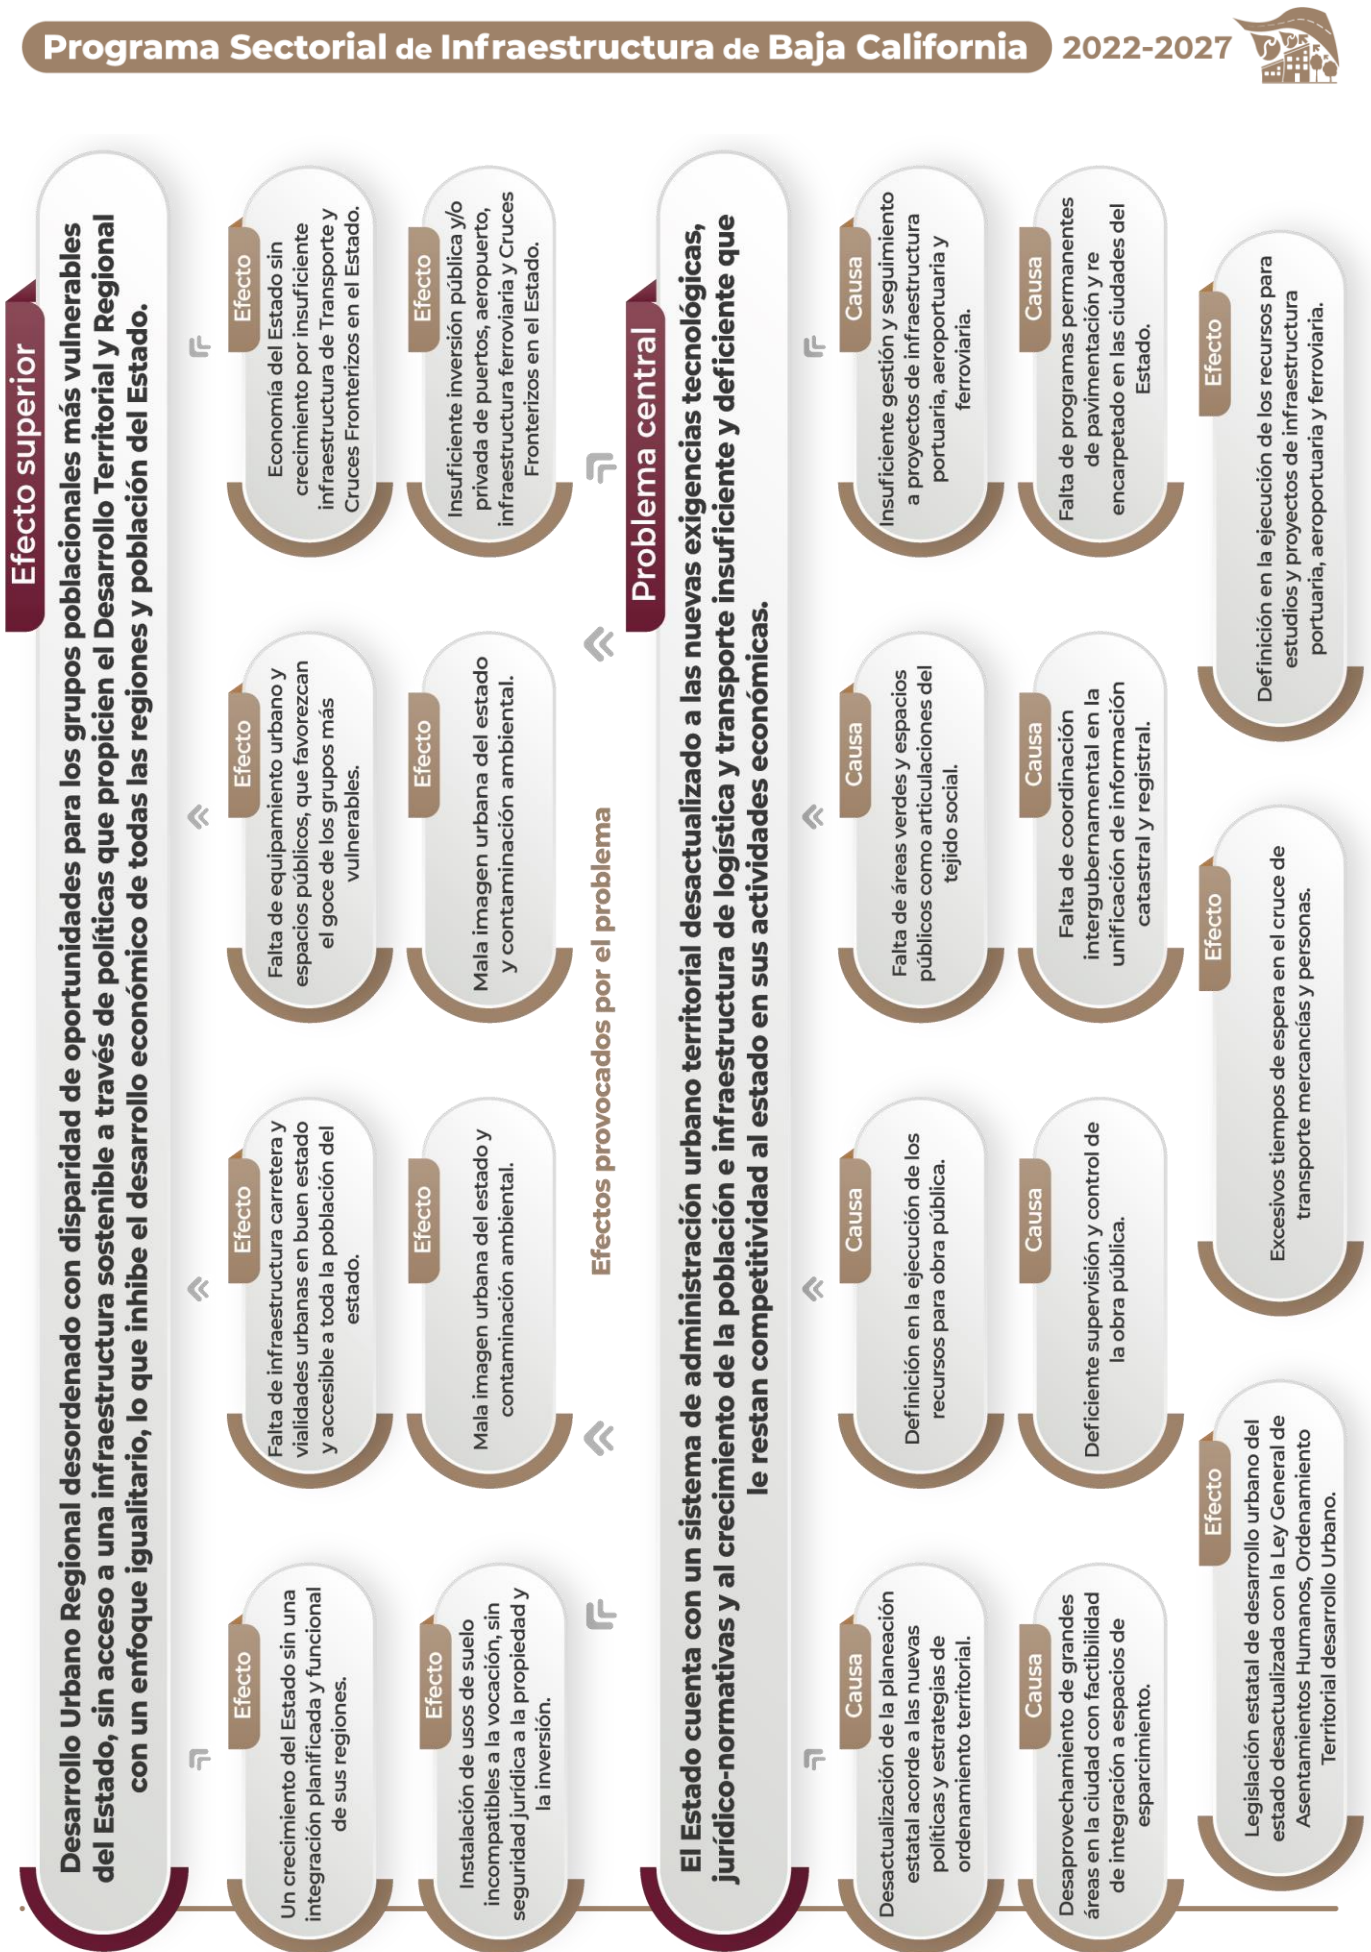 Programa Sectorial de Infraestructura de Baja California 2022-2027
Efecto superior
Desarrollo Urbano Regional desordenado con disparidad de oportunidades para los grupos poblacionales más vulnerables
del Estado, sin acceso a una infraestructura sostenible a través de políticas que propicien el Desarrollo Territorial y Regional
con un enfoque igualitario, lo que inhibe el desarrollo económico de todas las regiones y población del Estado.
Efecto
Un crecimiento del Estado sin una
integración planificada y funcional
de sus regiones.
Efecto
Falta de infraestructura carretera y
vialidades urbanas en buen estado
y accesible a toda la población del
estado.
Efecto
Falta de equipamiento urbano y
espacios públicos, que favorezcan
el goce de los grupos más
vulnerables.
Efecto
Economía del Estado sin
crecimiento por insuficiente
infraestructura de Transporte y
Cruces Fronterizos en el Estado.
Efecto
Instalación de usos de suelo
incompatibles a la vocación, sin
seguridad jurídica a la propiedad y
la inversión.
Efecto
Mala imagen urbana del estado y
contaminación ambiental.
Efecto
Mala imagen urbana del estado
y contaminación ambiental.
Efecto
Insuficiente inversión pública y/o
privada de puertos, aeropuerto,
infraestructura ferroviaria y Cruces
Fronterizos en el Estado.
Efectos provocados por el problema
Problema central
El Estado cuenta con un sistema de administración urbano territorial desactualizado a las nuevas exigencias tecnológicas,
jurídico-normativas y al crecimiento de la población e infraestructura de logística y transporte insuficiente y deficiente que
le restan competitividad al estado en sus actividades económicas.
Causa
Desactualización de la planeación
estatal acorde a las nuevas
políticas y estrategias de
ordenamiento territorial.
Causa
Definición en la ejecución de los
recursos para obra pública.
Causa
Falta de áreas verdes y espacios
públicos como articulaciones del
tejido social.
Causa
Insuficiente gestión y seguimiento
a proyectos de infraestructura
portuaria, aeroportuaria y
ferroviaria.
Causa
Desaprovechamiento de grandes
áreas en la ciudad con factibilidad
de integración a espacios de
esparcimiento.
Causa
Deficiente supervisión y control de
la obra pública.
Causa
Falta de coordinación
intergubernamental en la
unificación de información
catastral y registral.
Causa
Falta de programas permanentes
de pavimentación y re
encarpetado en las ciudades del
Estado.
Efecto
Legislación estatal de desarrollo urbano del
estado desactualizada con la Ley General de
Asentamientos Humanos, Ordenamiento
Territorial desarrollo Urbano.
Efecto
Excesivos tiempos de espera en el cruce de
transporte mercancías y personas.
Efecto
Definición en la ejecución de los recursos para
estudios y proyectos de infraestructura
portuaria, aeroportuaria y ferroviaria.